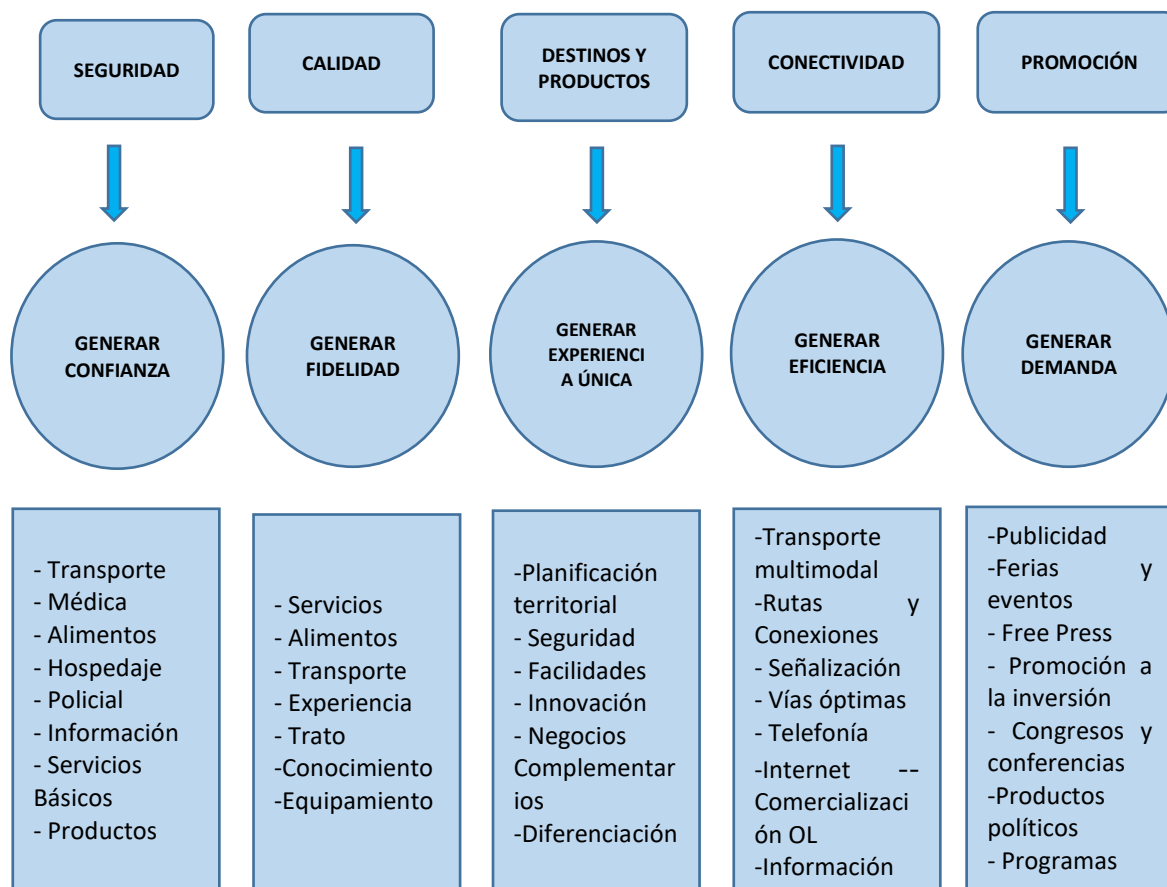 SEGURIDAD
CALIDAD
DESTINOS Y
PRODUCTOS
CONECTIVIDAD
PROMOCIÓN
GENERAR
CONFIANZA
GENERAR
FIDELIDAD
GENERAR
EXPERIENCI
A ÚNICA
GENERAR
EFICIENCIA
GENERAR
DEMANDA
- Transporte
- Médica
- Alimentos
- Hospedaje
- Policial
- Información
- Servicios
Básicos
- Productos
- Servicios
- Alimentos
- Transporte
- Experiencia
- Trato
-Conocimiento
-Equipamiento
-Planificación
territorial
- Seguridad
- Facilidades
- Innovación
- Negocios
Complementar
ios
-Diferenciación
-Transporte
multimodal
-Rutas y
Conexiones
- Señalización
- Vías óptimas
- Telefonía
-Internet --
Comercializaci
ón OL
-Información
-Publicidad
-Ferias y
eventos
- Free Press
- Promoción a
la inversión
- Congresos y
conferencias
-Productos
políticos
- Programas